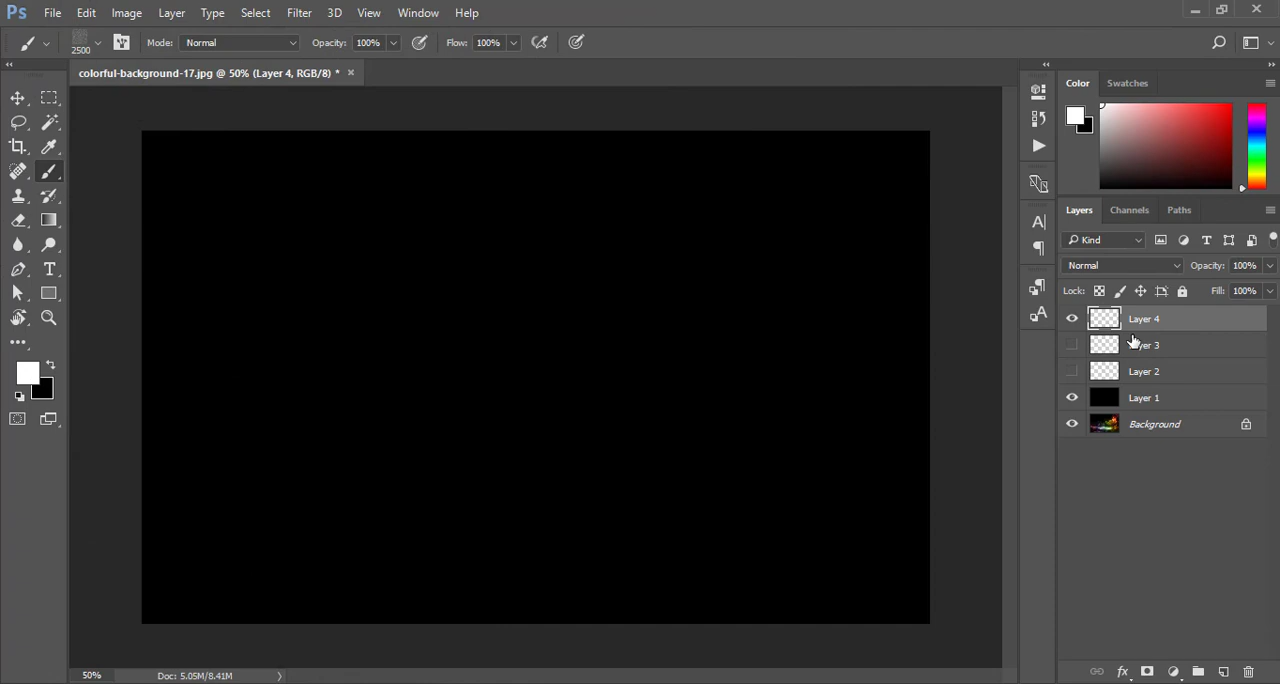 Ps File Edit Image Layer Type Select Filter 3D View Window Help
2500 Mode: Normal Opacity: 100% Flow: 100%
colorful-background-17.jpg @ 50% (Layer 4, RGB/8) *
Color Swatches
Layers Channels Paths
Kind
Normal Opacity: 100%
Lock: Fill: 100%
Layer 4
Layer 3
Layer 2
Layer 1
Background
50% Doc: 5.05M/8.41M
fx